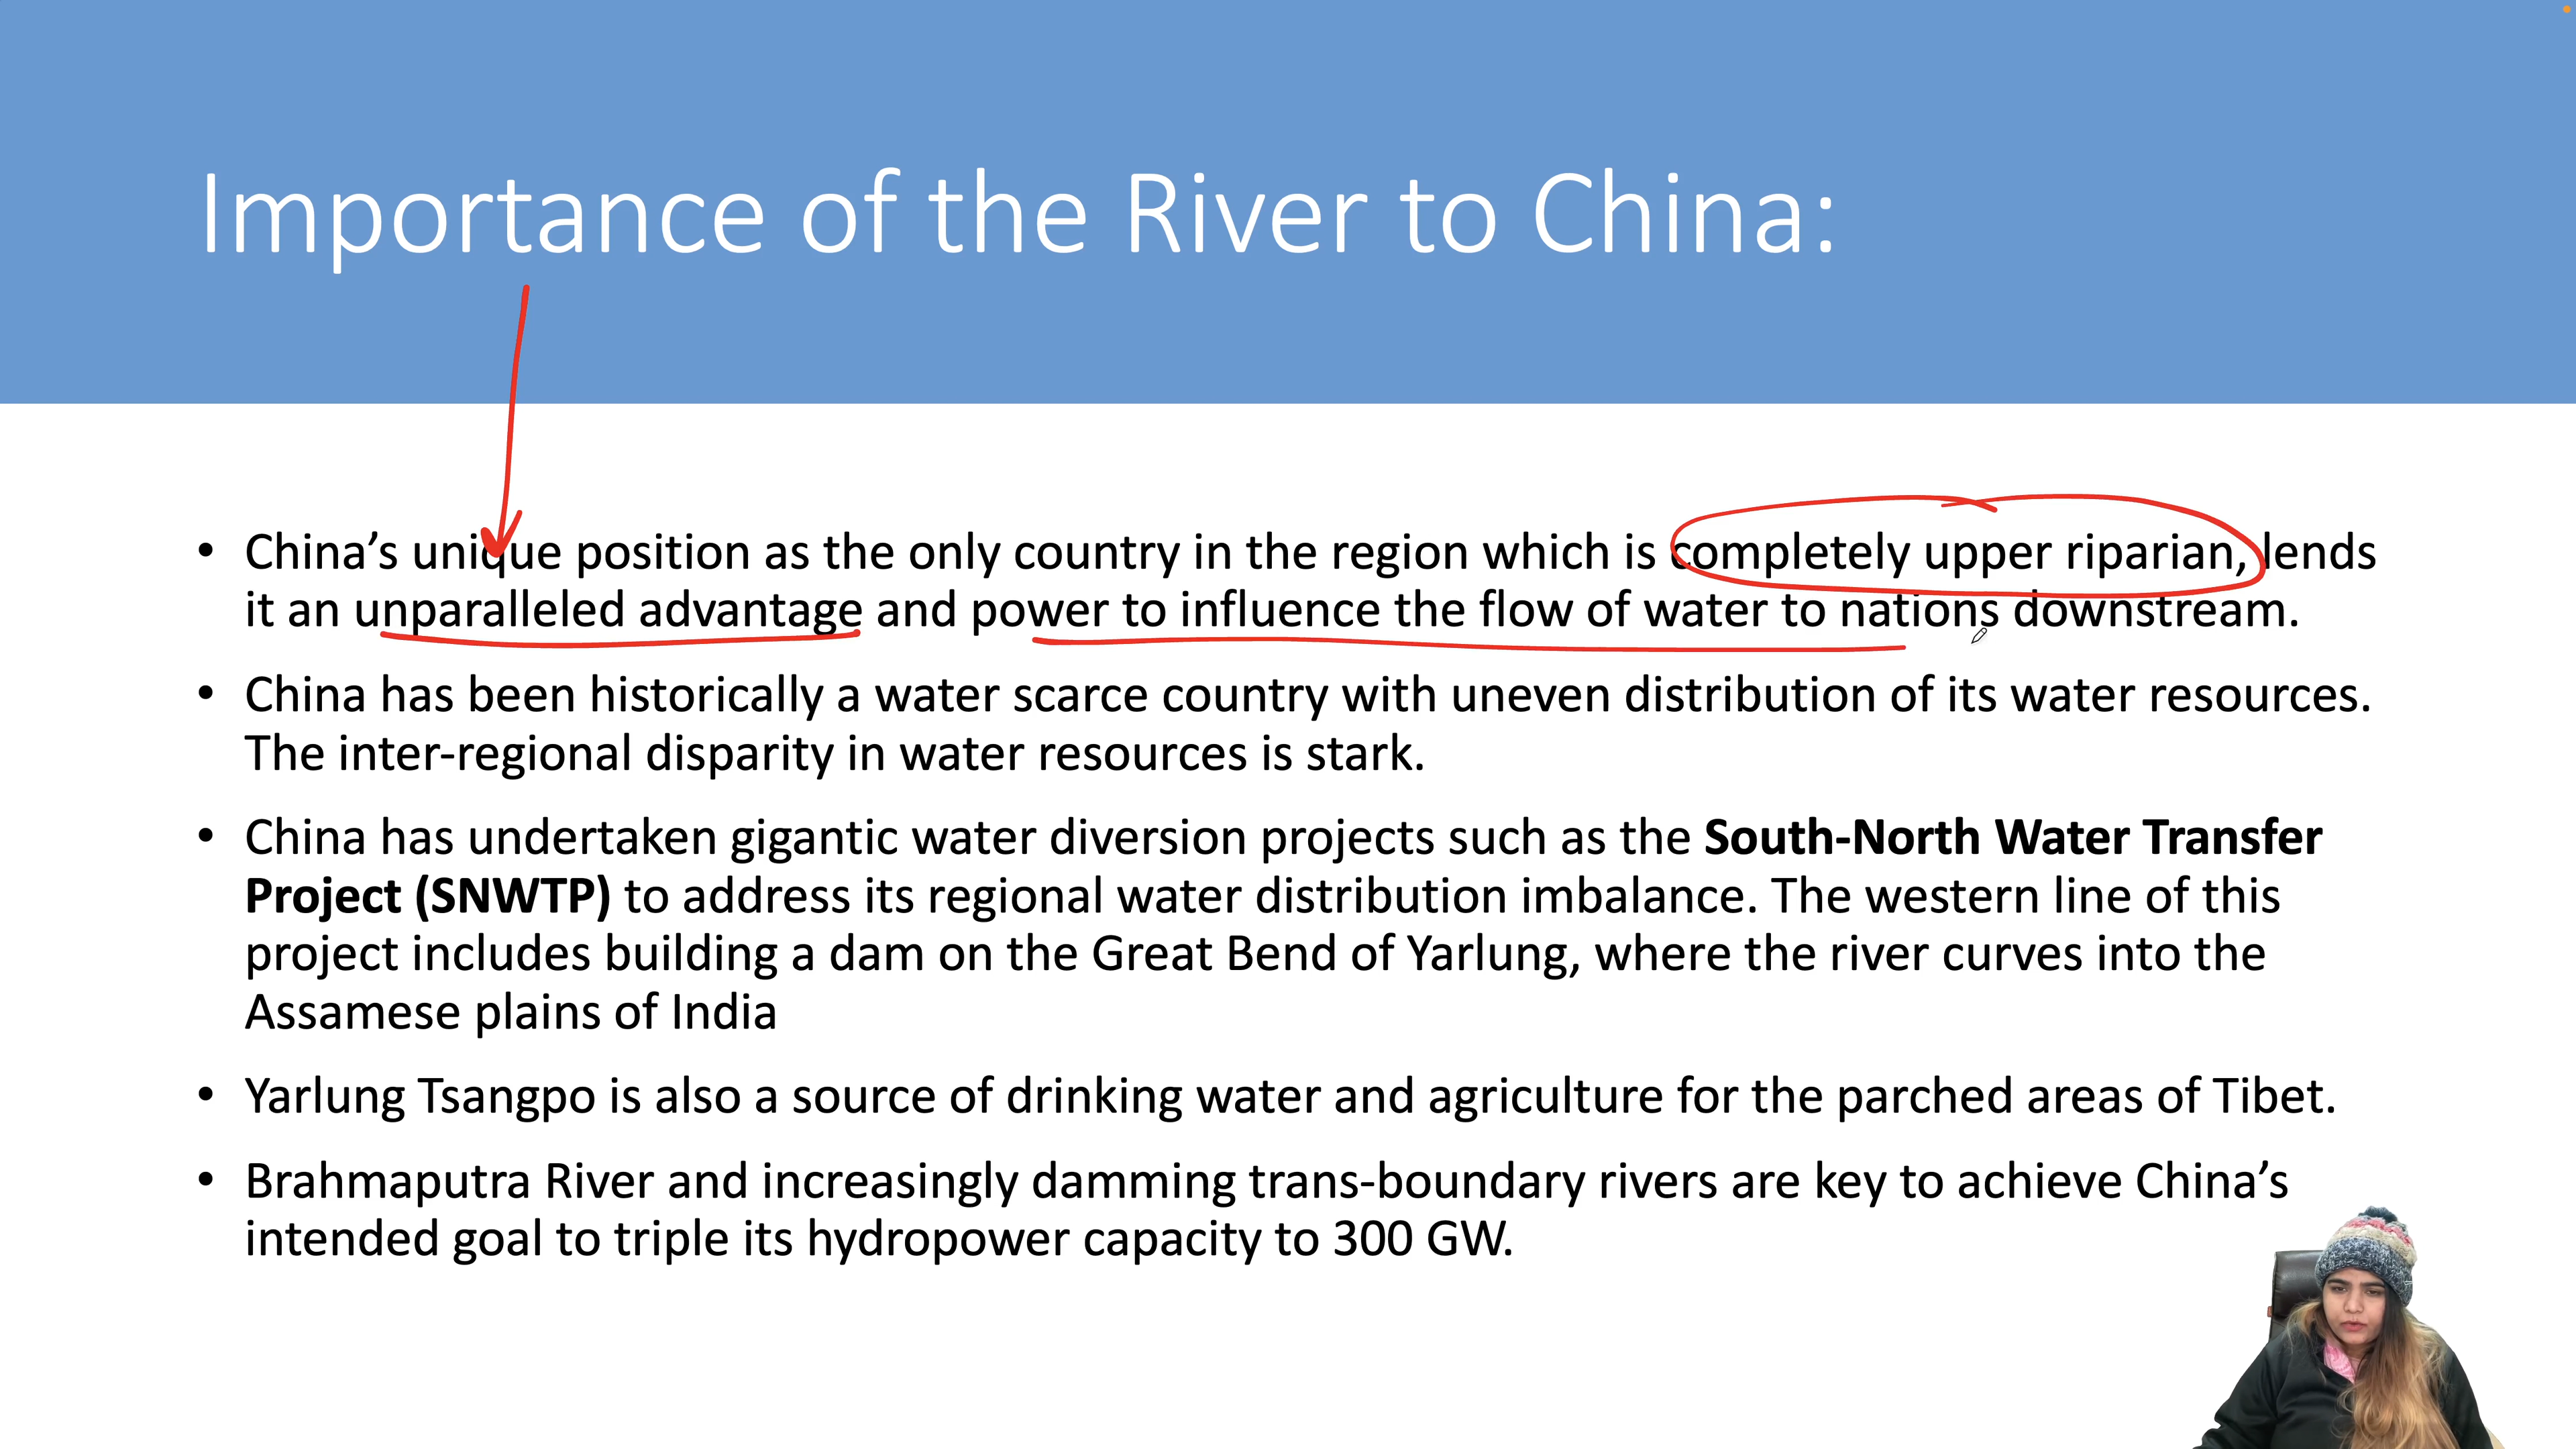 Importance of the River to China:
• China’s unique position as the only country in the region which is completely upper riparian, lends
it an unparalleled advantage and power to influence the flow of water to nations downstream.
• China has been historically a water scarce country with uneven distribution of its water resources.
The inter-regional disparity in water resources is stark.
• China has undertaken gigantic water diversion projects such as the South-North Water Transfer
Project (SNWTP) to address its regional water distribution imbalance. The western line of this
project includes building a dam on the Great Bend of Yarlung, where the river curves into the
Assamese plains of India
• Yarlung Tsangpo is also a source of drinking water and agriculture for the parched areas of Tibet.
• Brahmaputra River and increasingly damming trans-boundary rivers are key to achieve China’s
intended goal to triple its hydropower capacity to 300 GW.